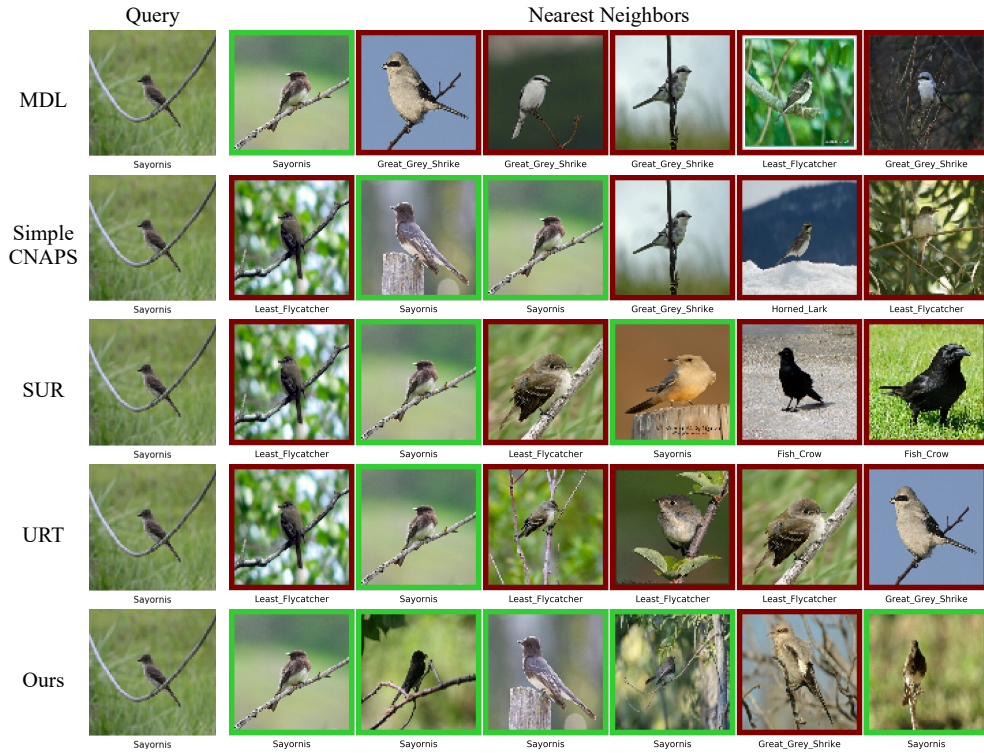 Query Nearest Neighbors
MDL
Sayornis Sayornis Great_Grey_Shrike Great_Grey_Shrike Great_Grey_Shrike Least_Flycatcher Great_Grey_Shrike
Simple
CNAPS
Sayornis Least_Flycatcher Sayornis Sayornis Great_Grey_Shrike Horned_Lark Least_Flycatcher
SUR
Sayornis Least_Flycatcher Sayornis Least_Flycatcher Sayornis Fish_Crow Fish_Crow
URT
Sayornis Least_Flycatcher Sayornis Least_Flycatcher Least_Flycatcher Least_Flycatcher Great_Grey_Shrike
Ours
Sayornis Sayornis Sayornis Sayornis Sayornis Great_Grey_Shrike Sayornis